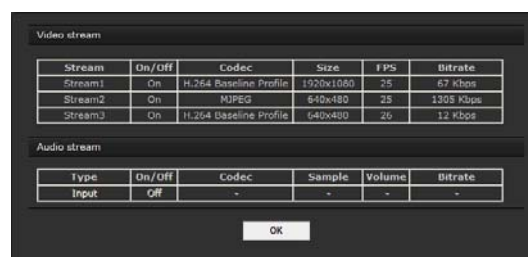 Video stream
Stream On/Off Codec Size FPS Bitrate
Stream1 On H.264 Baseline Profile 1920x1080 25 67 Kbps
Stream2 On MJPEG 640x480 25 1305 Kbps
Stream3 On H.264 Baseline Profile 640x480 26 12 Kbps
Audio stream
Type On/Off Codec Sample Volume Bitrate
Input Off - - - -
OK